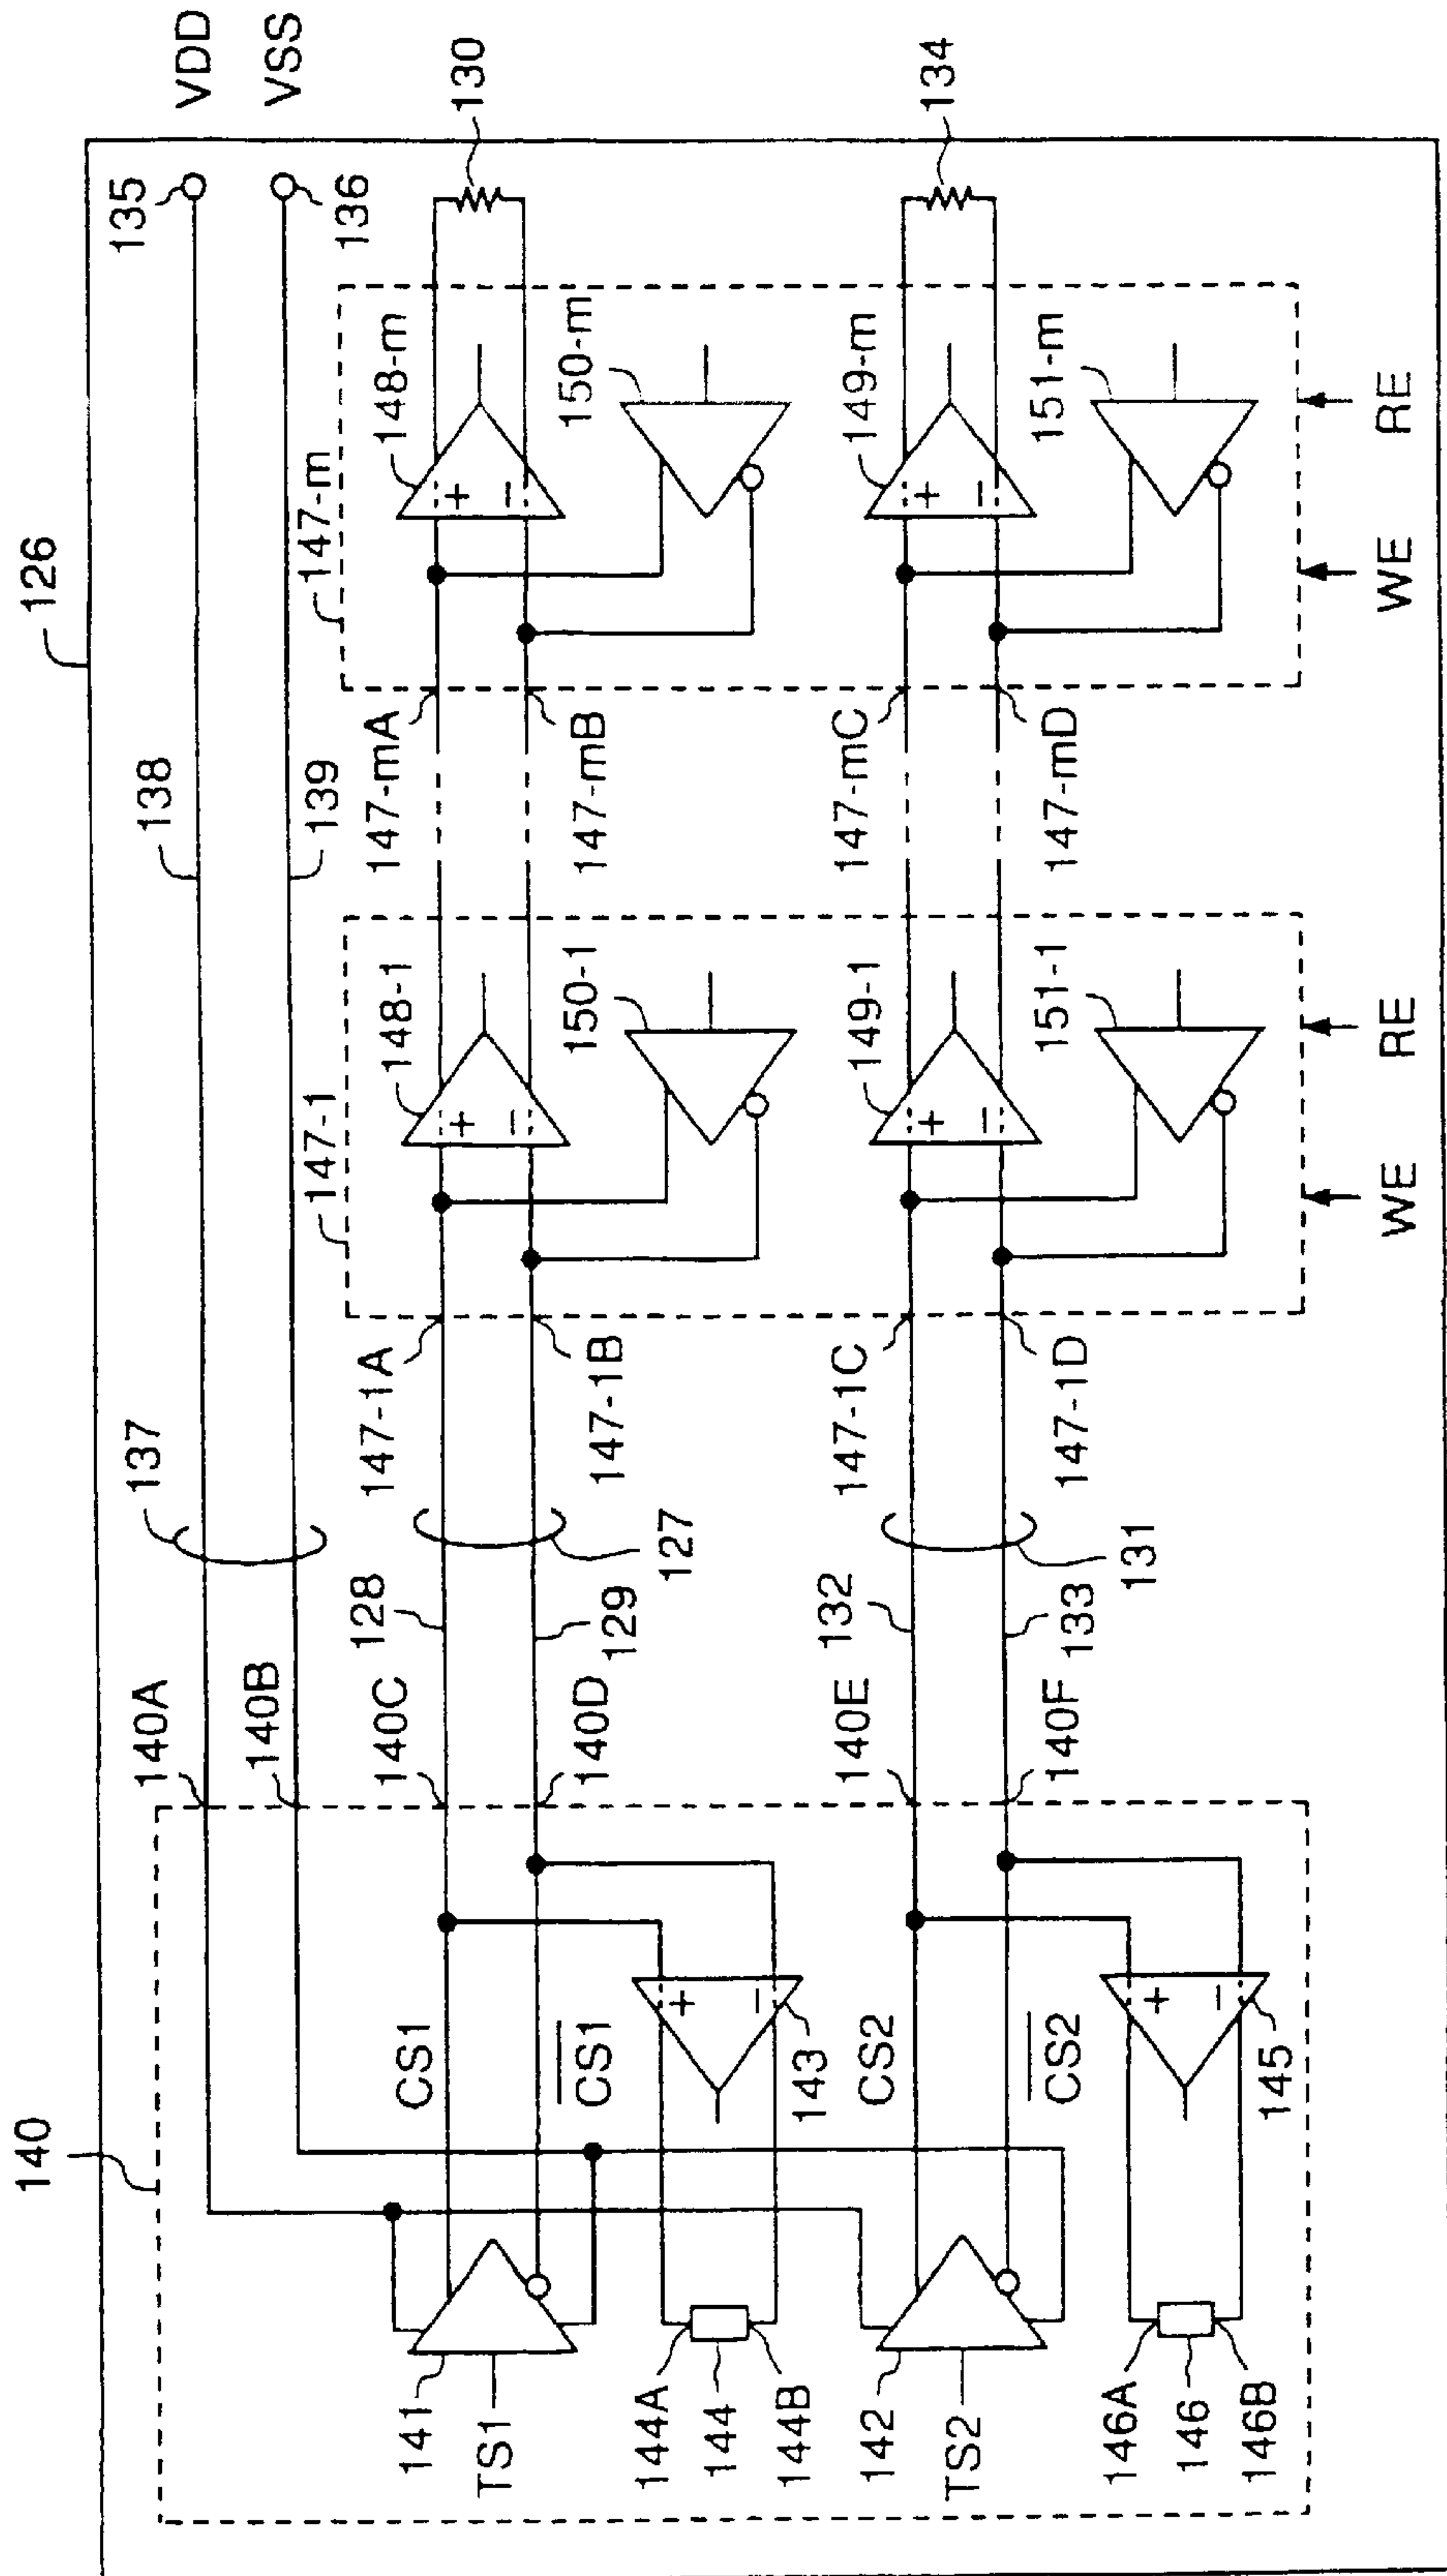 126
VDD
VSS
135
136
138
139
137
140
140A
140B
147-1
147-m
130
148-1
148-m
147-1A
147-mA
128
140C
CS1
141
TS1
CS1
140D
129
127
147-1B
147-mB
150-1
150-m
144A
144
144B
143
134
149-1
149-m
147-1C
147-mC
132
140E
CS2
142
TS2
CS2
140F
133
131
147-1D
147-mD
151-1
151-m
146A
146
146B
145
WE
RE
WE
RE
+
−
+
−
+
−
+
−
+
−
+
−